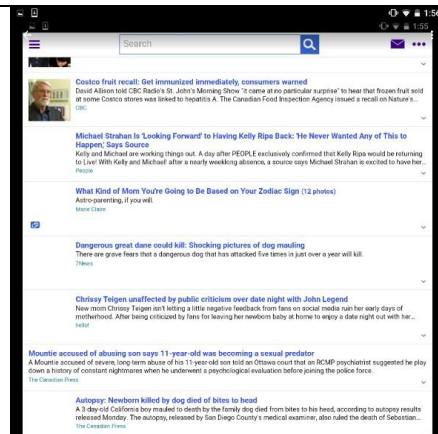 1:56
1:55
Search
Costco fruit recall: Get immunized immediately, consumers warned
David Allison told CBC Radio's St. John's Morning Show "it came at no particular surprise" to hear that frozen fruit sold
at some Costco stores was linked to hepatitis A. The Canadian Food Inspection Agency issued a recall on Nature's...
CBC
Michael Strahan Is 'Looking Forward' to Having Kelly Ripa Back: 'He Never Wanted Any of This to
Happen,' Says Source
Kelly and Michael are working things out. A day after PEOPLE exclusively confirmed that Kelly Ripa would be returning
to Live! With Kelly and Michael! after a nearly weeklong absence, a source says Michael Strahan is excited to have her...
People
What Kind of Mom You're Going to Be Based on Your Zodiac Sign (12 photos)
Astro-parenting, if you will.
Marie Claire
Dangerous great dane could kill: Shocking pictures of dog mauling
There are grave fears that a dangerous dog that has attacked five times in just over a year will kill.
7News
Chrissy Teigen unaffected by public criticism over date night with John Legend
New mom Chrissy Teigen isn't letting a little negative feedback from fans on social media ruin her early days of
motherhood. After being criticized by fans for leaving her newborn baby at home to enjoy a date night out with her...
hello!
Mountie accused of abusing son says 11-year-old was becoming a sexual predator
A Mountie accused of severe, long-term abuse of his 11-year-old son told an Ottawa court that an RCMP psychiatrist suggested he play
down a history of constant nightmares when he underwent a psychological evaluation before joining the police force.
The Canadian Press
Autopsy: Newborn killed by dog died of bites to head
A 3-day-old California boy mauled to death by the family dog died from bites to his head, according to autopsy results
released Monday. The autopsy, released by San Diego County's medical examiner, also ruled the death of Sebastian...
The Canadian Press